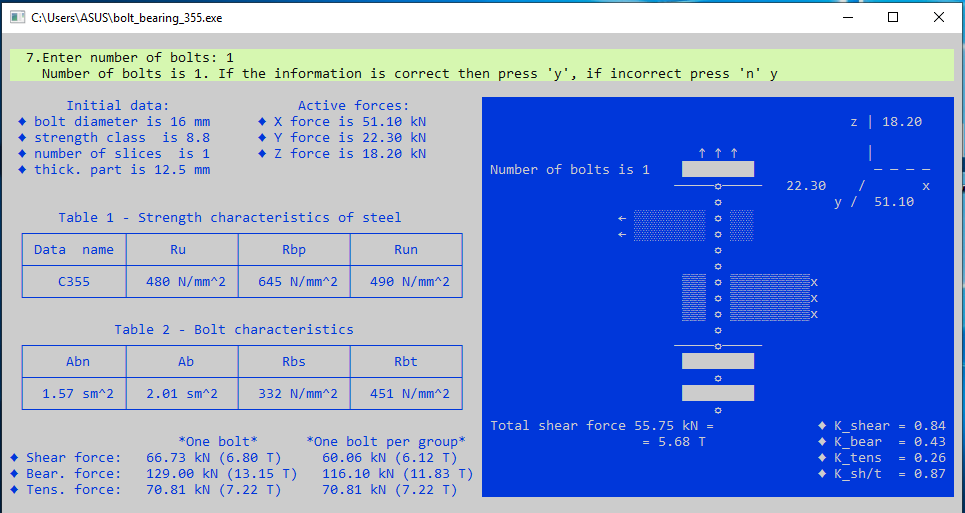 C:\Users\ASUS\bolt_bearing_355.exe
7.Enter number of bolts: 1
Number of bolts is 1. If the information is correct then press 'y', if incorrect press 'n' y
Initial data:
♦ bolt diameter is 16 mm
♦ strength class  is 8.8
♦ number of slices  is 1
♦ thick. part is 12.5 mm
Active forces:
♦ X force is 51.10 kN
♦ Y force is 22.30 kN
♦ Z force is 18.20 kN
Table 1 - Strength characteristics of steel
Data  name | Ru | Rbp | Run
C355 | 480 N/mm^2 | 645 N/mm^2 | 490 N/mm^2
Table 2 - Bolt characteristics
Abn | Ab | Rbs | Rbt
1.57 sm^2 | 2.01 sm^2 | 332 N/mm^2 | 451 N/mm^2
*One bolt*      *One bolt per group*
♦ Shear force:   66.73 kN (6.80 T)     60.06 kN (6.12 T)
♦ Bear. force:  129.00 kN (13.15 T)   116.10 kN (11.83 T)
♦ Tens. force:   70.81 kN (7.22 T)     70.81 kN (7.22 T)
z | 18.20
↑ ↑ ↑
Number of bolts is 1
22.30    /       x
y /  51.10
←
←
x
x
x
Total shear force 55.75 kN =
= 5.68 T
♦ K_shear = 0.84
♦ K_bear  = 0.43
♦ K_tens  = 0.26
♦ K_sh/t  = 0.87